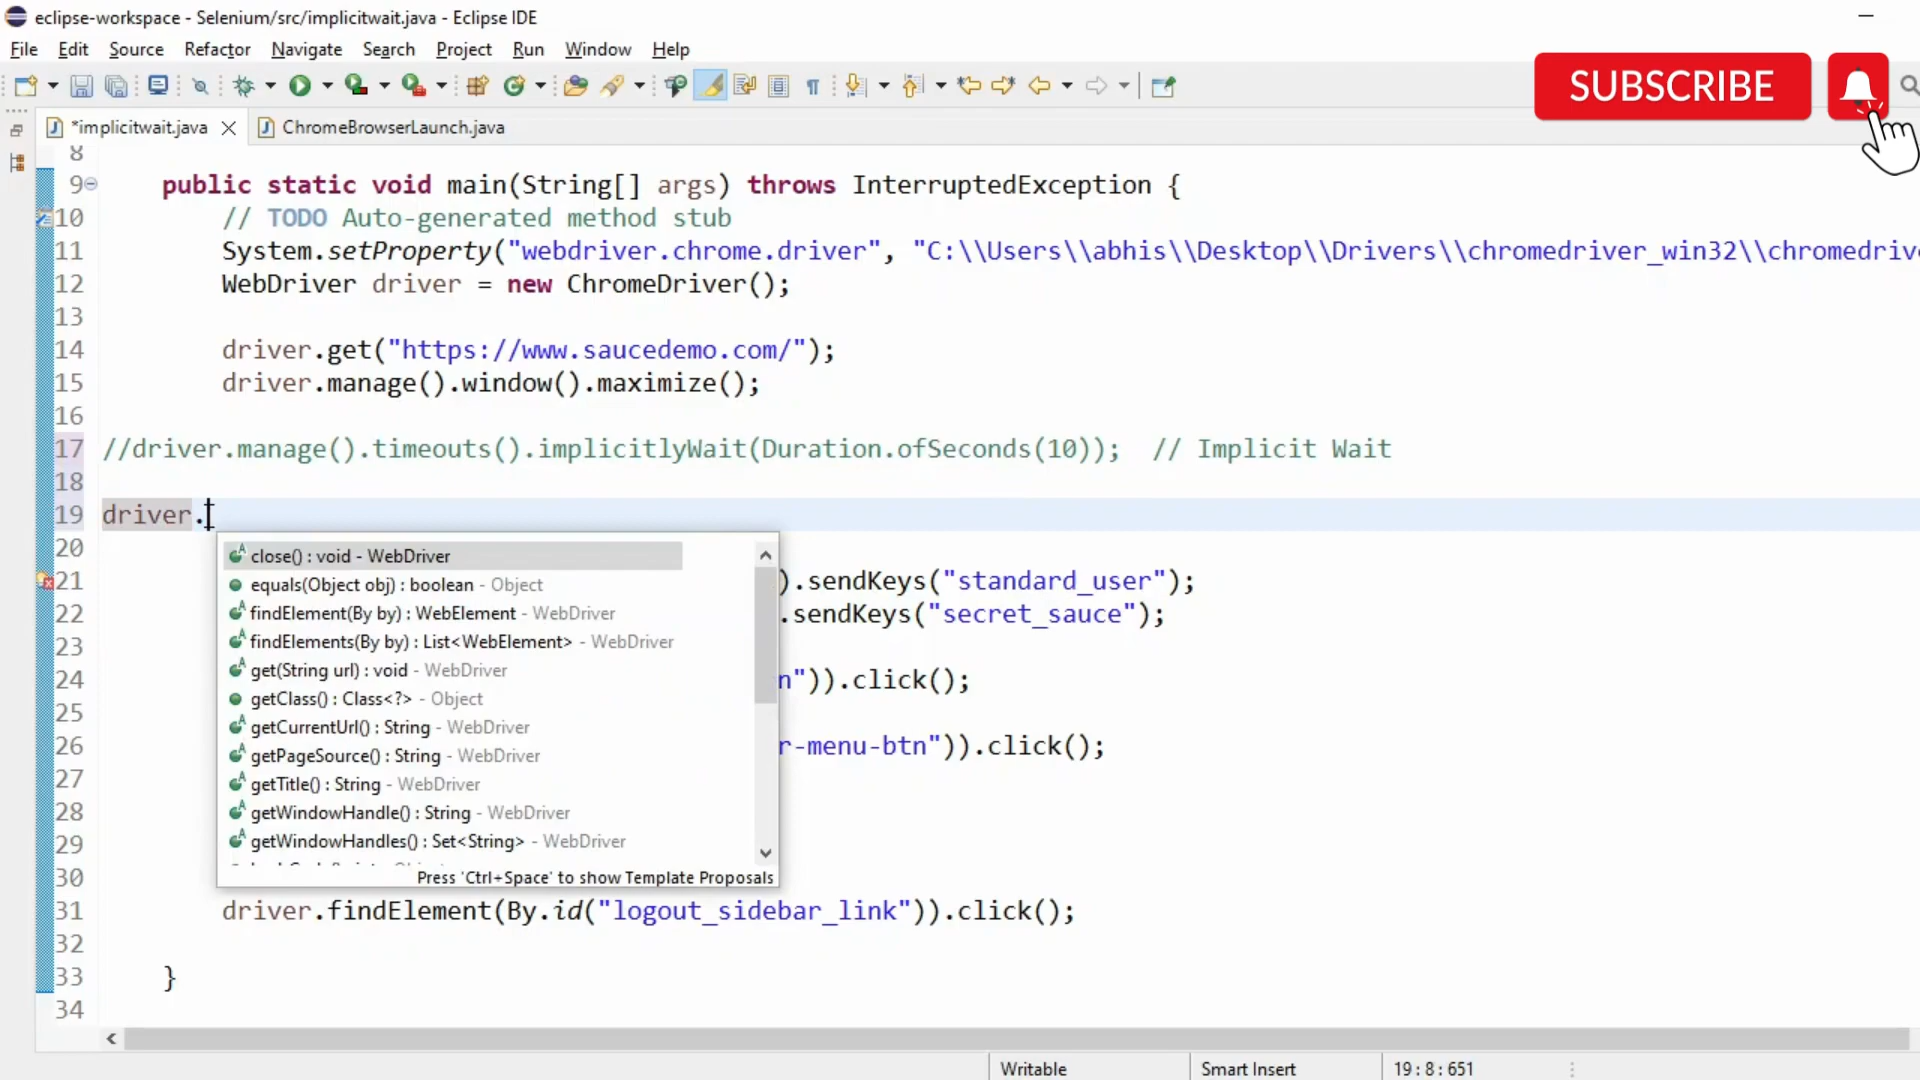 eclipse-workspace - Selenium/src/implicitwait.java - Eclipse IDE
File Edit Source Refactor Navigate Search Project Run Window Help
SUBSCRIBE
*implicitwait.java ChromeBrowserLaunch.java
8
9 public static void main(String[] args) throws InterruptedException {
10 // TODO Auto-generated method stub
11 System.setProperty("webdriver.chrome.driver", "C:\\Users\\abhis\\Desktop\\Drivers\\chromedriver_win32\\chromedrive
12 WebDriver driver = new ChromeDriver();
13
14 driver.get("https://www.saucedemo.com/");
15 driver.manage().window().maximize();
16
17 //driver.manage().timeouts().implicitlyWait(Duration.ofSeconds(10)); // Implicit Wait
18
19 driver.
20
close() : void - WebDriver
21 ).sendKeys("standard_user");
equals(Object obj) : boolean - Object
22 .sendKeys("secret_sauce");
findElement(By by) : WebElement - WebDriver
23
findElements(By by) : List<WebElement> - WebDriver
24 n")).click();
get(String url) : void - WebDriver
25
getClass() : Class<?> - Object
26 r-menu-btn")).click();
getCurrentUrl() : String - WebDriver
27
getPageSource() : String - WebDriver
getTitle() : String - WebDriver
28
getWindowHandle() : String - WebDriver
29
getWindowHandles() : Set<String> - WebDriver
30
Press 'Ctrl+Space' to show Template Proposals
31 driver.findElement(By.id("logout_sidebar_link")).click();
32
33 }
34
Writable Smart Insert 19 : 8 : 651